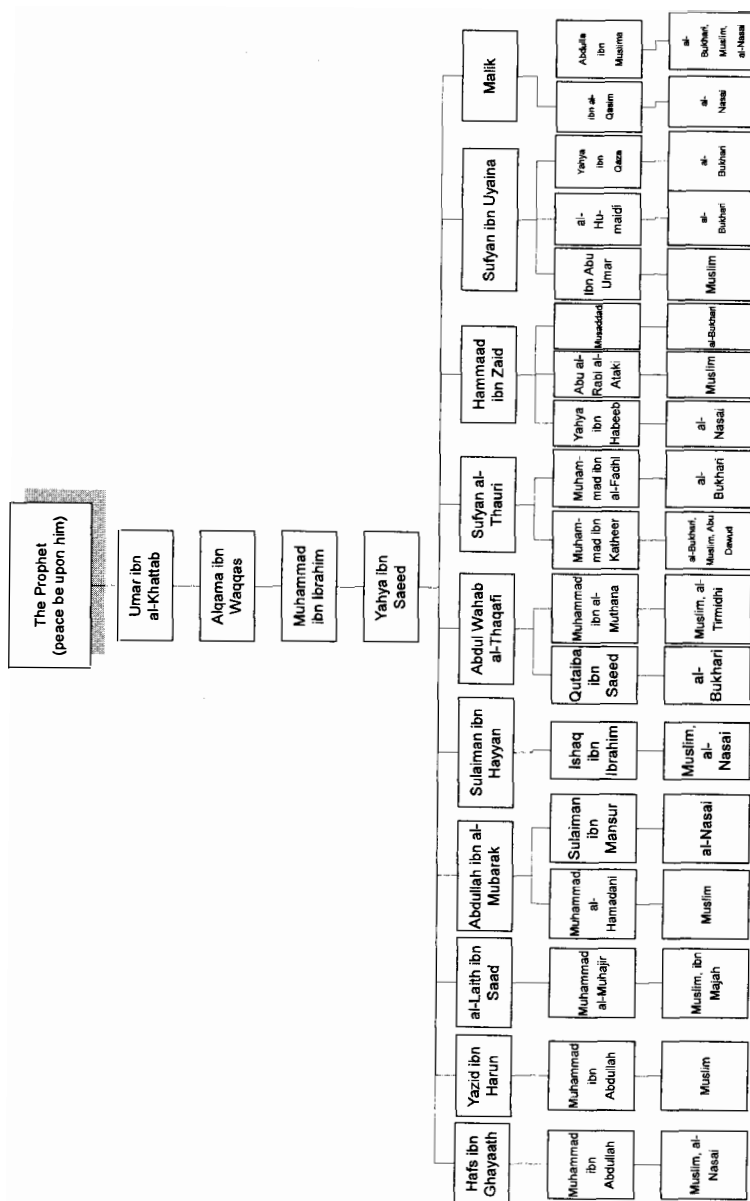 The Prophet
(peace be upon him)
Umar ibn
al-Khattab
Alqama ibn
Waqqas
Muhammad
ibn Ibrahim
Yahya ibn
Saeed
Hafs ibn
Ghayaath
Yazid ibn
Harun
al-Laith ibn
Saad
Abdullah ibn al-
Mubarak
Sulaiman ibn
Hayyan
Abdul Wahab
al-Thaqafi
Sufyan al-
Thauri
Hammaad
ibn Zaid
Sufyan ibn Uyaina
Malik
Muhammad
ibn
Abdullah
Muhammad
ibn
Abdullah
Muhammad
al-Muhajir
Muhammad
al-
Hamadani
Sulaiman
ibn
Mansur
Ishaq
ibn
Ibrahim
Qutaiba
ibn
Saeed
Muhammad
ibn al-
Muthana
Muham-
mad ibn
Katheer
Muham-
mad ibn
al-Fadhl
Yahya
ibn
Habeeb
Abu al-
Rabi al-
Ataki
Musaddad
Ibn Abu
Umar
al-
Hu-
maidi
Yahya
ibn
Qaza
ibn al-
Qasim
Abdulla
ibn
Muslima
Muslim, al-
Nasai
Muslim
Muslim, ibn
Majah
Muslim
al-Nasai
Muslim,
al-
Nasai
al-
Bukhari
Muslim, al-
Tirmidhi
al-Bukhari,
Muslim, Abu
Dawud
al-
Bukhari
al-
Nasai
Muslim
al-Bukhari
Muslim
al-
Bukhari
al-
Bukhari
al-
Nasai
al-
Bukhari,
Muslim,
al-Nasai